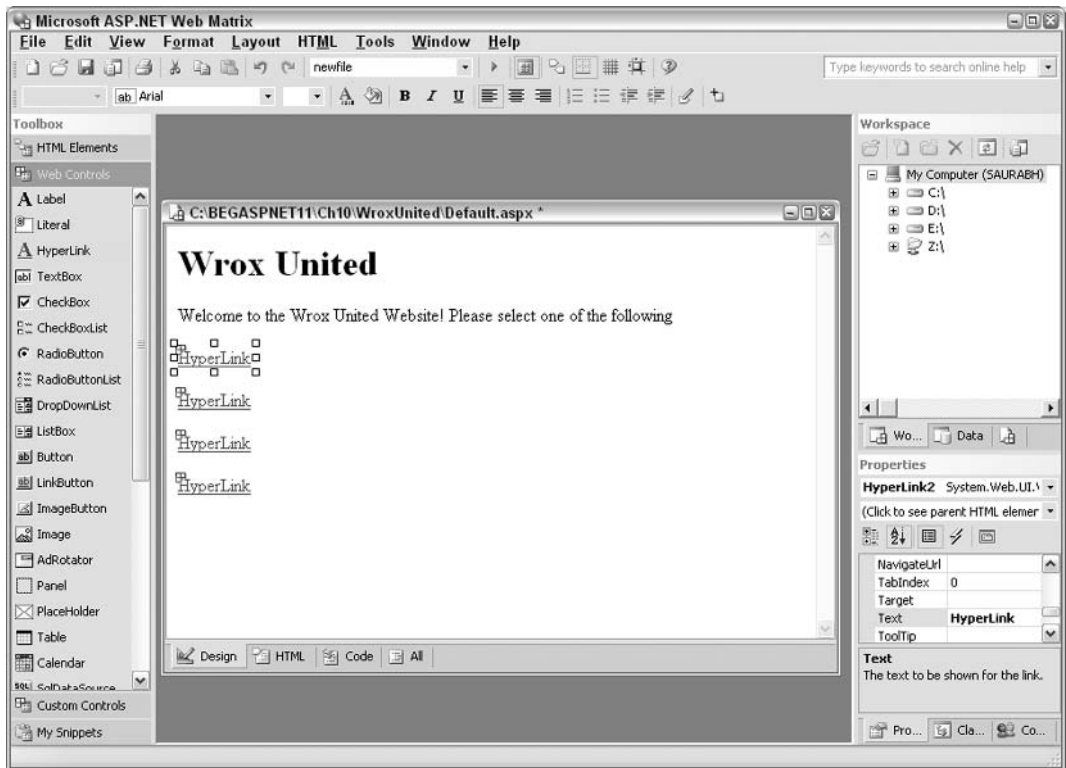 Microsoft ASP.NET Web Matrix
File Edit View Format Layout HTML Tools Window Help
newfile
Type keywords to search online help
ab Arial
B I U
Toolbox
HTML Elements
Web Controls
Label
Literal
HyperLink
TextBox
CheckBox
CheckBoxList
RadioButton
RadioButtonList
DropDownList
ListBox
Button
LinkButton
ImageButton
Image
AdRotator
Panel
PlaceHolder
Table
Calendar
SqlDataSource
Custom Controls
My Snippets
C:\BEGASPNET11\Ch10\WroxUnited\Default.aspx *
Wrox United
Welcome to the Wrox United Website! Please select one of the following
HyperLink
HyperLink
HyperLink
HyperLink
Design HTML Code All
Workspace
My Computer (SAURABH)
C:\
D:\
E:\
Z:\
Wo... Data
Properties
HyperLink2 System.Web.UI.
(Click to see parent HTML elemer
NavigateUrl
TabIndex 0
Target
Text HyperLink
ToolTip
Text
The text to be shown for the link.
Pro... Cla... Co...